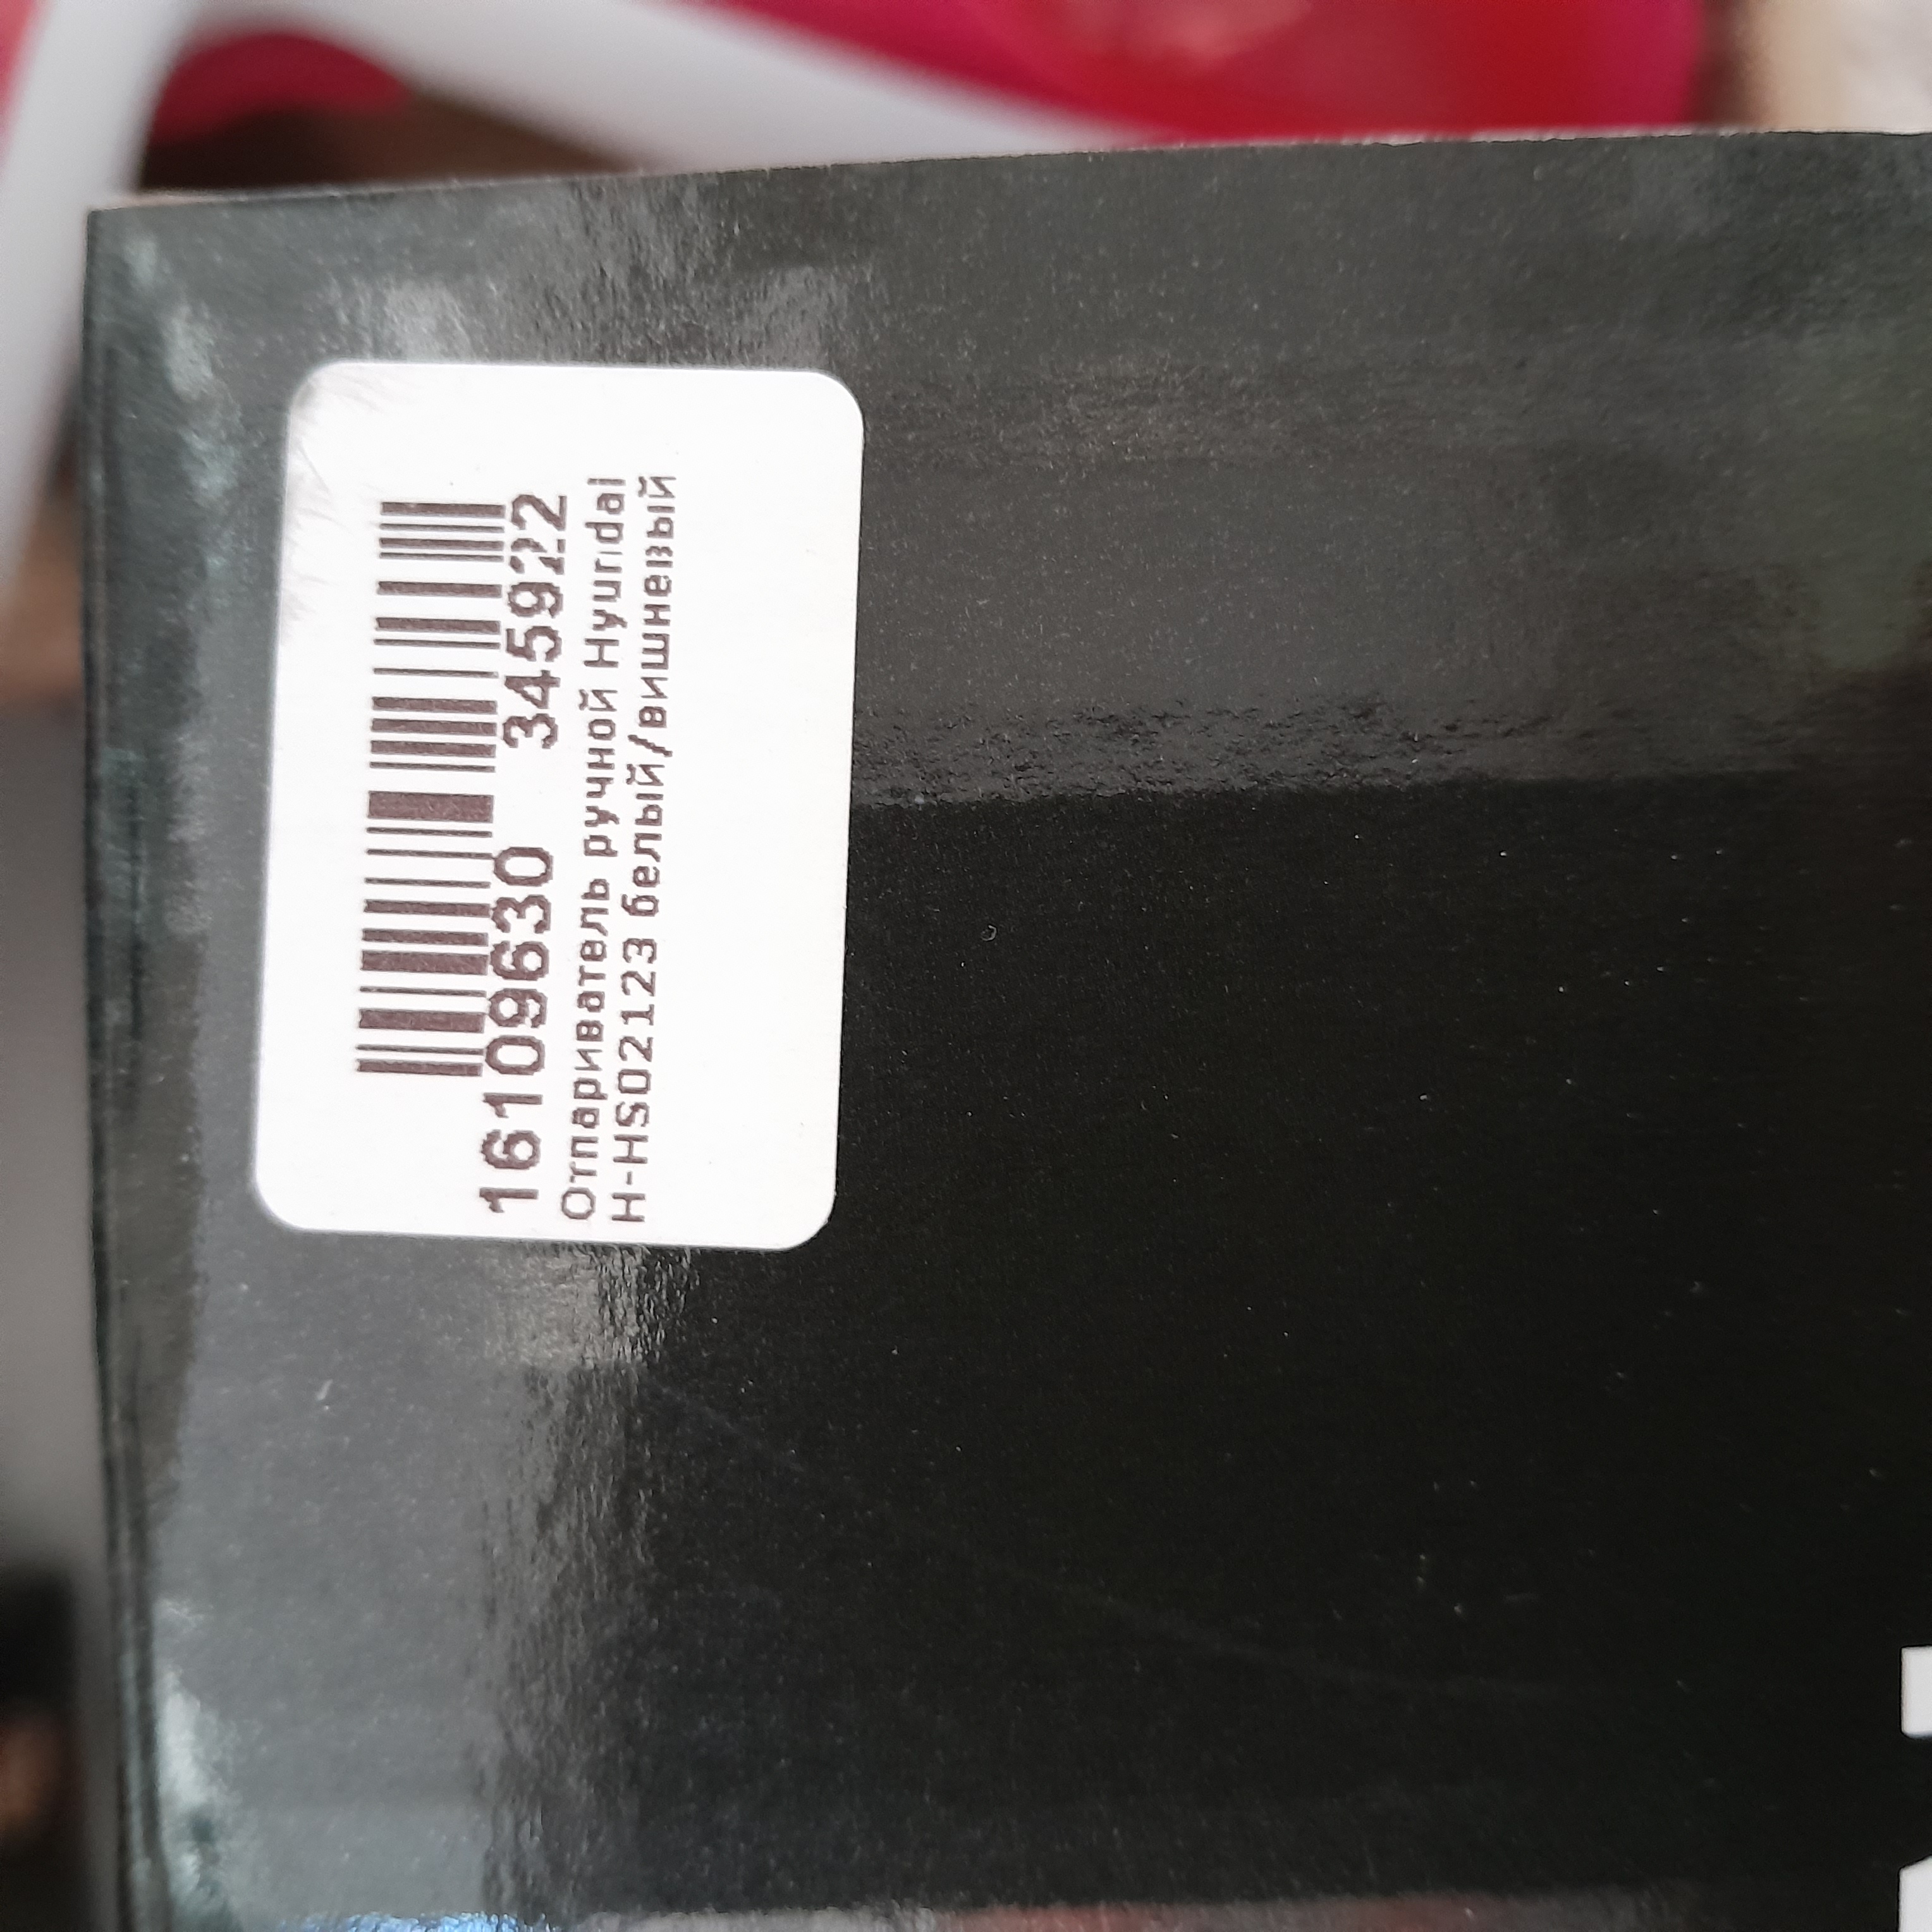 16109630 345922
Отпариватель ручной Hyundai
H-HS02123 белый/вишневый